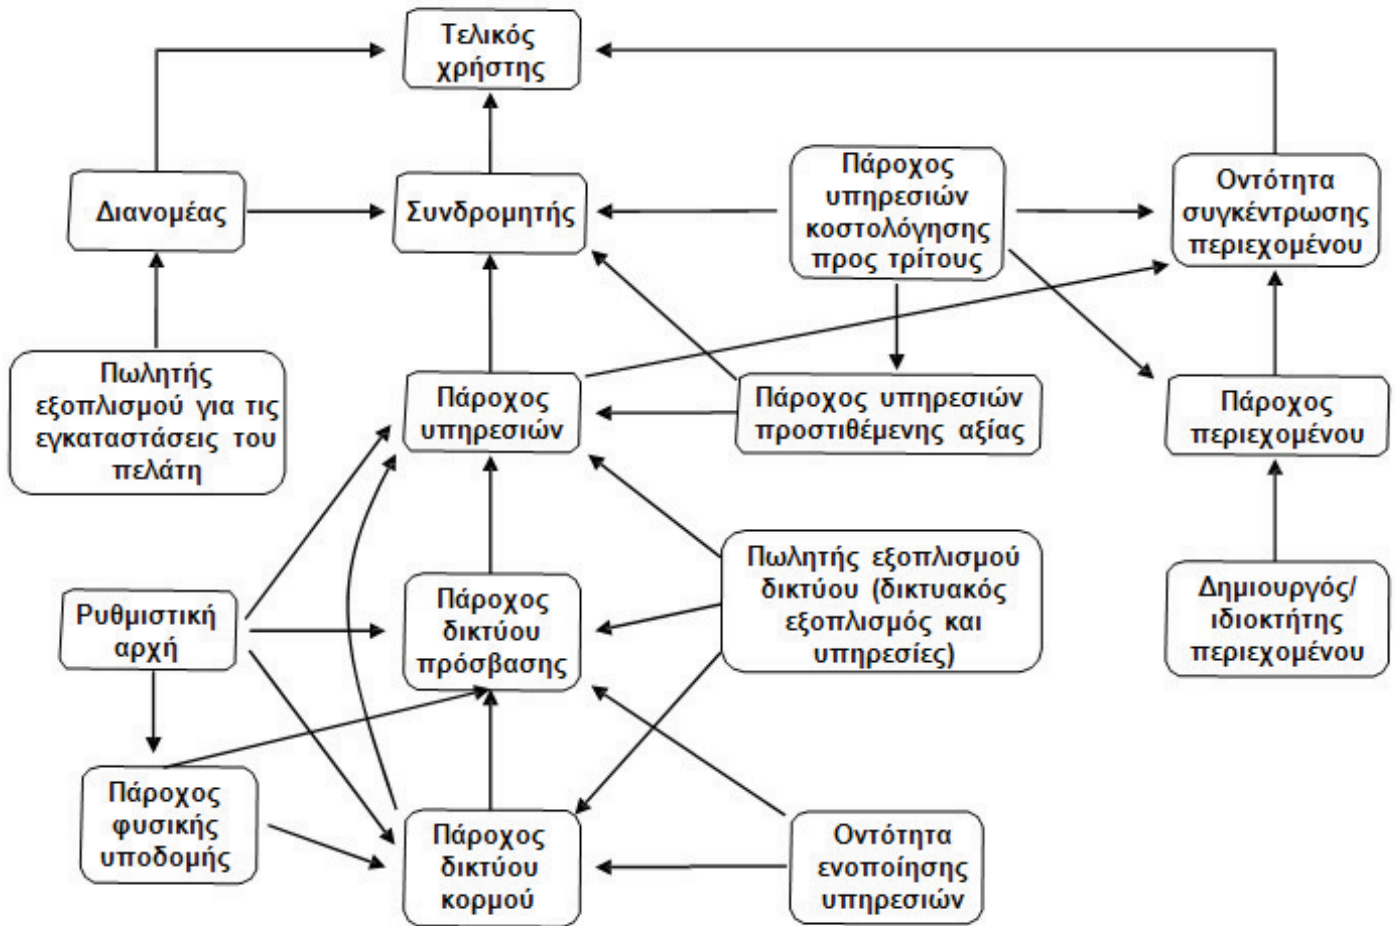 Τελικός
χρήστης
Διανομέας
Συνδρομητής
Πάροχος
υπηρεσιών
κοστολόγησης
προς τρίτους
Οντότητα
συγκέντρωσης
περιεχομένου
Πωλητής
εξοπλισμού για τις
εγκαταστάσεις του
πελάτη
Πάροχος
υπηρεσιών
Πάροχος υπηρεσιών
προστιθέμενης αξίας
Πάροχος
περιεχομένου
Ρυθμιστική
αρχή
Πάροχος
δικτύου
πρόσβασης
Πωλητής εξοπλισμού
δικτύου (δικτυακός
εξοπλισμός και
υπηρεσίες)
Δημιουργός/
ιδιοκτήτης
περιεχομένου
Πάροχος
φυσικής
υποδομής
Πάροχος
δικτύου
κορμού
Οντότητα
ενοποίησης
υπηρεσιών